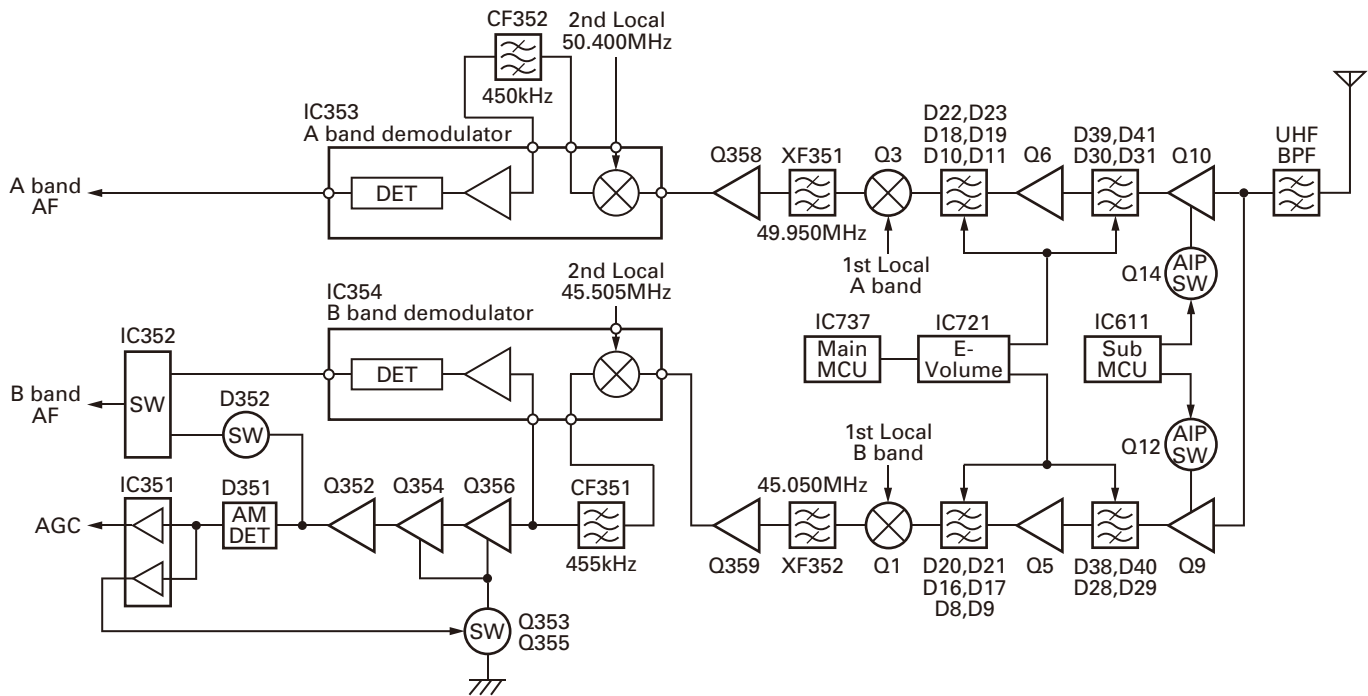 CF352
2nd Local
50.400MHz
450kHz
IC353
A band demodulator
DET
A band
AF
Q358
XF351
49.950MHz
Q3
1st Local
A band
D22,D23
D18,D19
D10,D11
Q6
D39,D41
D30,D31
Q10
UHF
BPF
Q14
AIP
SW
2nd Local
45.505MHz
IC354
B band demodulator
DET
IC352
SW
B band
AF
D352
SW
IC737
Main
MCU
IC721
E-
Volume
IC611
Sub
MCU
Q12
AIP
SW
1st Local
B band
45.050MHz
IC351
AGC
D351
AM
DET
Q352
Q354
Q356
CF351
455kHz
Q359
XF352
Q1
D20,D21
D16,D17
D8,D9
Q5
D38,D40
D28,D29
Q9
SW
Q353
Q355